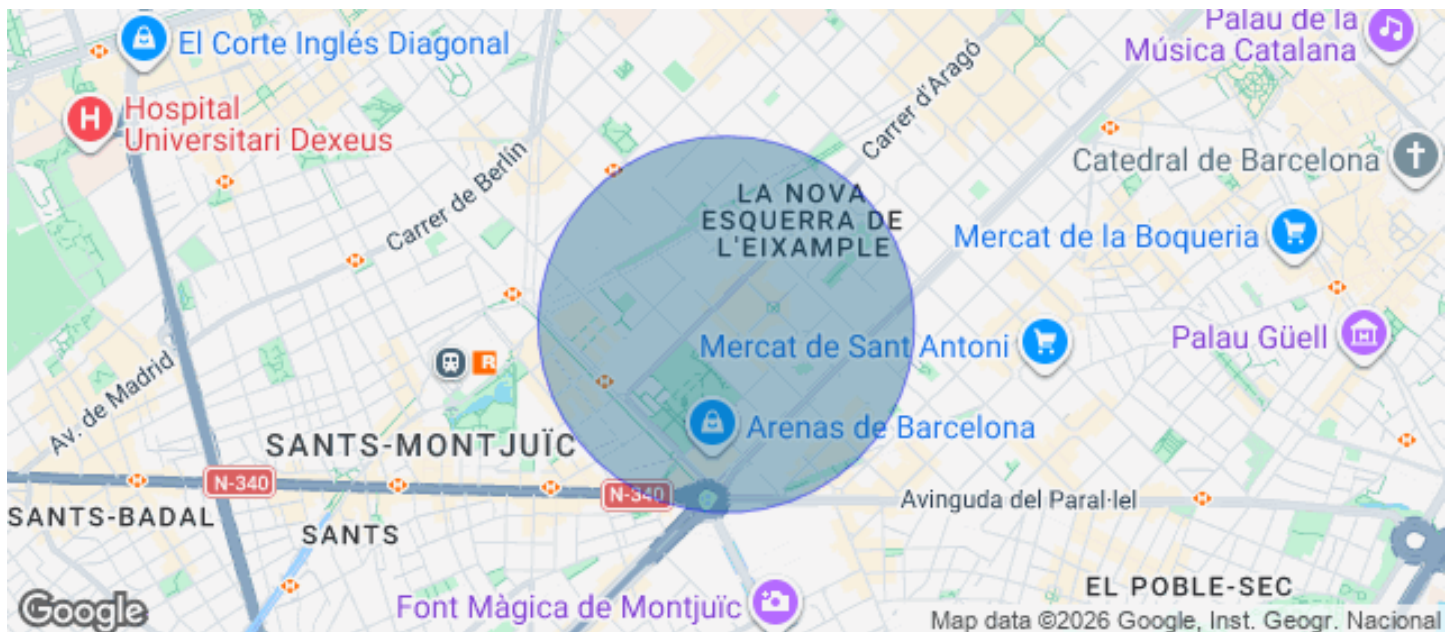 El Corte Inglés Diagonal
Palau de la
Música Catalana
H
Hospital
Universitari Dexeus
Carrer d'Aragó
Carrer de Berlín
Catedral de Barcelona
LA NOVA
ESQUERRA DE
L'EIXAMPLE
Mercat de la Boqueria
Mercat de Sant Antoni
Palau Güell
R
Av. de Madrid
Arenas de Barcelona
SANTS-MONTJUÏC
N-340
N-340
Avinguda del Paral·lel
SANTS-BADAL
SANTS
EL POBLE-SEC
Font Màgica de Montjuïc
Google
Map data ©2026 Google, Inst. Geogr. Nacional